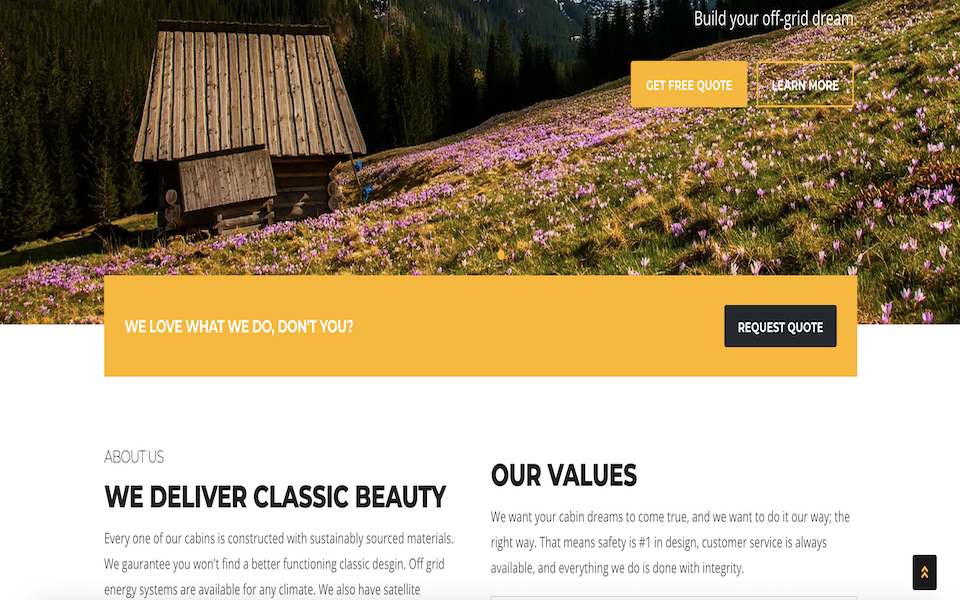 Build your off-grid dream.
GET FREE QUOTE
LEARN MORE
WE LOVE WHAT WE DO, DON'T YOU?
REQUEST QUOTE
ABOUT US
WE DELIVER CLASSIC BEAUTY
Every one of our cabins is constructed with sustainably sourced materials.
We gaurantee you won't find a better functioning classic desgin. Off grid
energy systems are available for any climate. We also have satellite
OUR VALUES
We want your cabin dreams to come true, and we want to do it our way; the
right way. That means safety is #1 in design, customer service is always
available, and everything we do is done with integrity.